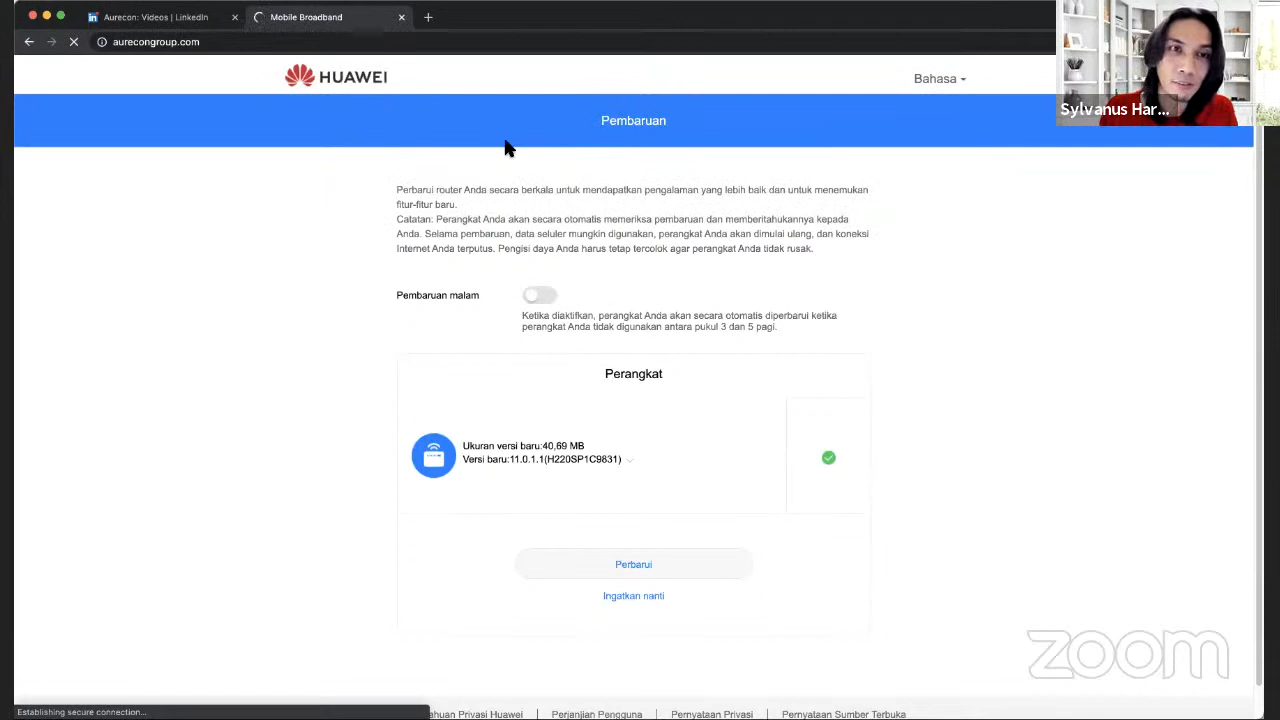 Aurecon: Videos | LinkedIn
Mobile Broadband
aurecongroup.com
HUAWEI
Bahasa
Sylvanus Har...
Pembaruan
Perbarui router Anda secara berkala untuk mendapatkan pengalaman yang lebih baik dan untuk menemukan
fitur-fitur baru.
Catatan: Perangkat Anda akan secara otomatis memeriksa pembaruan dan memberitahukannya kepada
Anda. Selama pembaruan, data seluler mungkin digunakan, perangkat Anda akan dimulai ulang, dan koneksi
Internet Anda terputus. Pengisi daya Anda harus tetap tercolok agar perangkat Anda tidak rusak.
Pembaruan malam
Ketika diaktifkan, perangkat Anda akan secara otomatis diperbarui ketika
perangkat Anda tidak digunakan antara pukul 3 dan 5 pagi.
Perangkat
Ukuran versi baru:40,69 MB
Versi baru:11.0.1.1(H220SP1C9831)
Perbarui
Ingatkan nanti
zoom
Establishing secure connection...
ahuan Privasi Huawei | Perjanjian Pengguna | Pernyataan Privasi | Pernyataan Sumber Terbuka